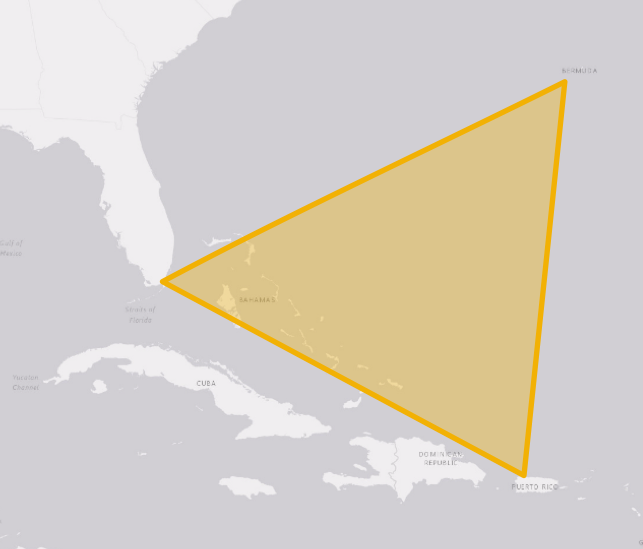 BERMUDA
Gulf of
Mexico
BAHAMAS
Straits of
Florida
Yucatan
Channel
CUBA
DOMINICAN
REPUBLIC
PUERTO RICO